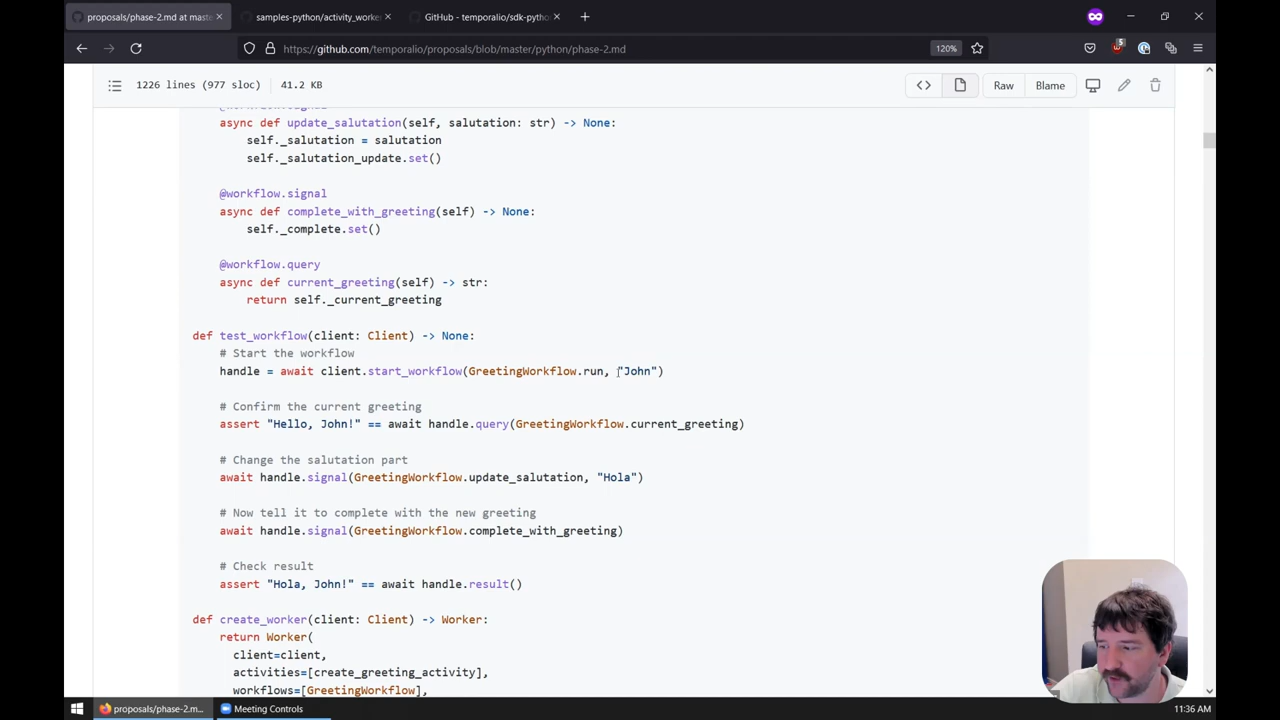 proposals/phase-2.md at maste
samples-python/activity_worke
GitHub - temporalio/sdk-pytho
https://github.com/temporalio/proposals/blob/master/python/phase-2.md
120%
5
1226 lines (977 sloc)
41.2 KB
Raw
Blame
async def update_salutation(self, salutation: str) -> None:
self._salutation = salutation
self._salutation_update.set()
@workflow.signal
async def complete_with_greeting(self) -> None:
self._complete.set()
@workflow.query
async def current_greeting(self) -> str:
return self._current_greeting
def test_workflow(client: Client) -> None:
# Start the workflow
handle = await client.start_workflow(GreetingWorkflow.run, "John")
# Confirm the current greeting
assert "Hello, John!" == await handle.query(GreetingWorkflow.current_greeting)
# Change the salutation part
await handle.signal(GreetingWorkflow.update_salutation, "Hola")
# Now tell it to complete with the new greeting
await handle.signal(GreetingWorkflow.complete_with_greeting)
# Check result
assert "Hola, John!" == await handle.result()
def create_worker(client: Client) -> Worker:
return Worker(
client=client,
activities=[create_greeting_activity],
workflows=[GreetingWorkflow],
proposals/phase-2.m...
Meeting Controls
11:36 AM